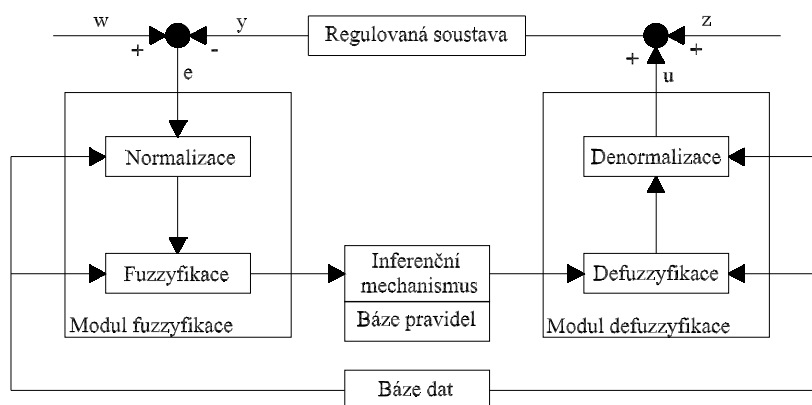 w
y
Regulovaná soustava
z
+
-
+
+
e
u
Normalizace
Denormalizace
Fuzzyfikace
Inferenční
mechanismus
Defuzzyfikace
Báze pravidel
Modul fuzzyfikace
Modul defuzzyfikace
Báze dat